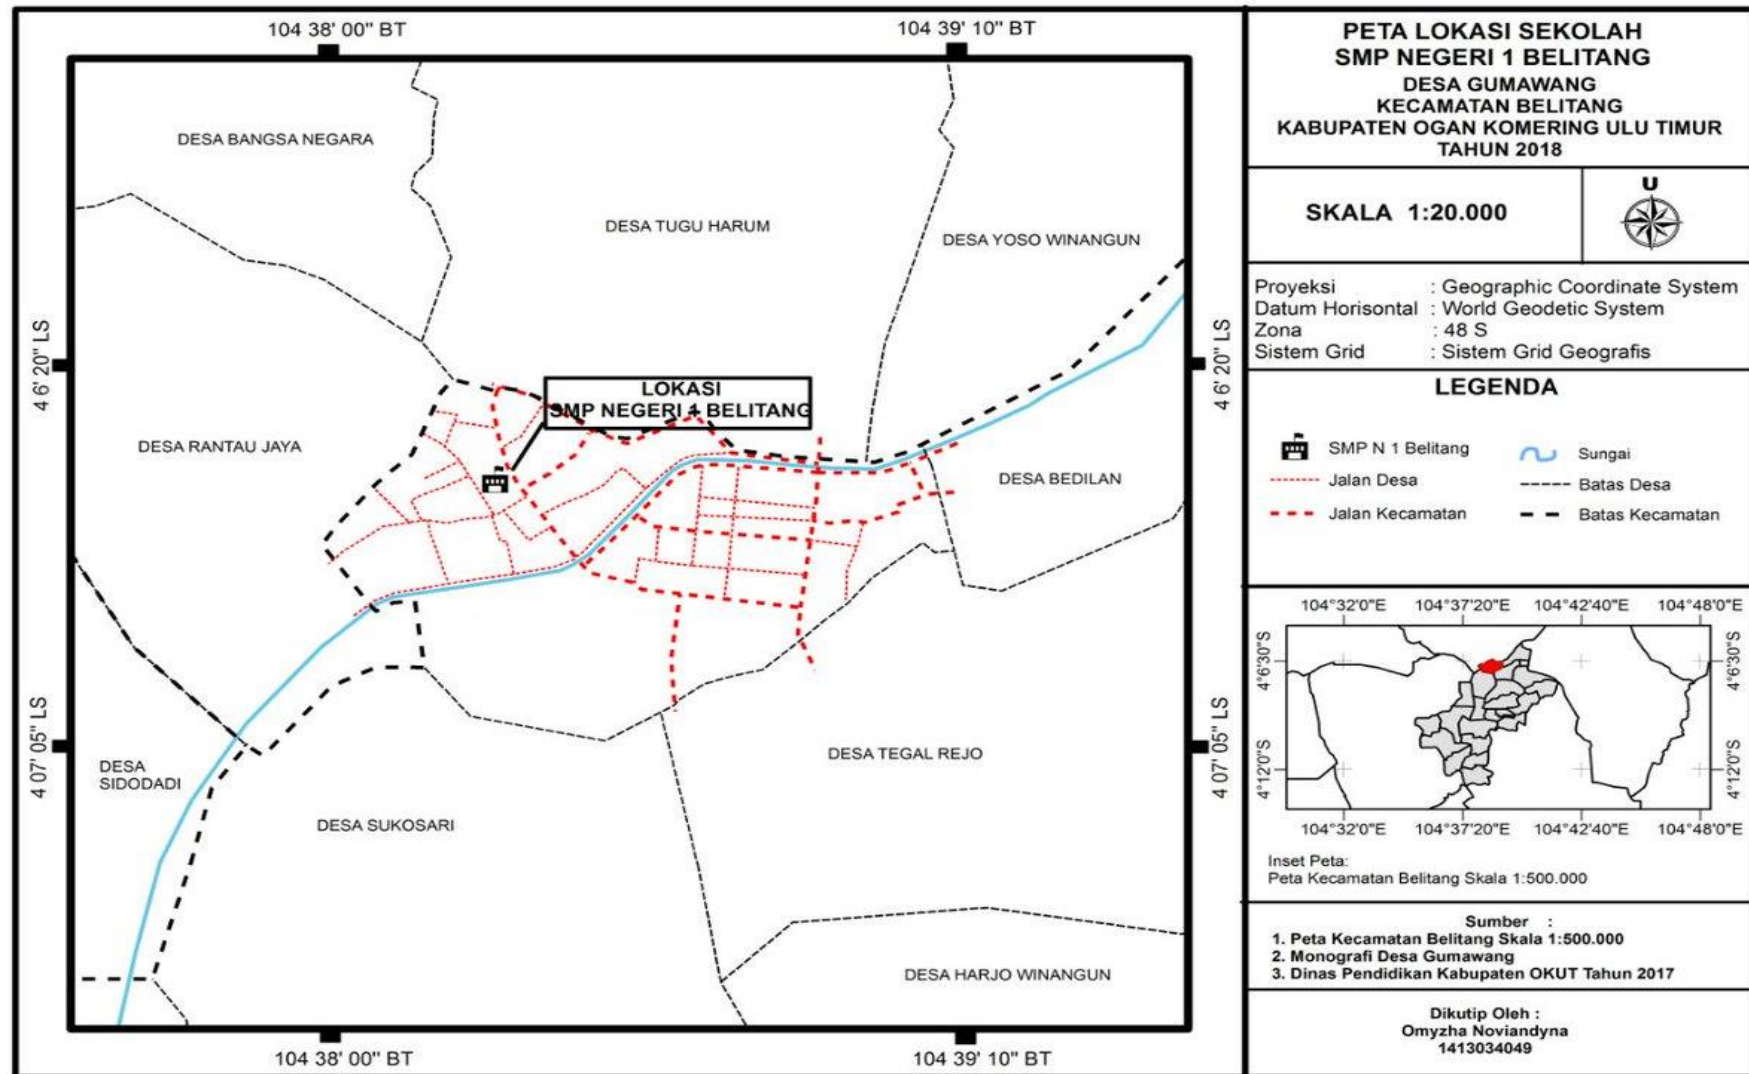 104 38' 00" BT
104 39' 10" BT
DESA BANGSA NEGARA
DESA TUGU HARUM
DESA YOSO WINANGUN
4 6' 20" LS
4 6' 20" LS
LOKASI
SMP NEGERI 1 BELITANG
DESA RANTAU JAYA
DESA BEDILAN
4 07' 05" LS
4 07' 05" LS
DESA
SIDODADI
DESA TEGAL REJO
DESA SUKOSARI
DESA HARJO WINANGUN
104 38' 00" BT
104 39' 10" BT
PETA LOKASI SEKOLAH
SMP NEGERI 1 BELITANG
DESA GUMAWANG
KECAMATAN BELITANG
KABUPATEN OGAN KOMERING ULU TIMUR
TAHUN 2018
SKALA 1:20.000
U
Proyeksi : Geographic Coordinate System
Datum Horisontal : World Geodetic System
Zona : 48 S
Sistem Grid : Sistem Grid Geografis
LEGENDA
SMP N 1 Belitang
Jalan Desa
Jalan Kecamatan
Sungai
Batas Desa
Batas Kecamatan
104°32'0"E 104°37'20"E 104°42'40"E 104°48'0"E
4°6'30"S
4°6'30"S
4°12'0"S
4°12'0"S
104°32'0"E 104°37'20"E 104°42'40"E 104°48'0"E
Inset Peta:
Peta Kecamatan Belitang Skala 1:500.000
Sumber :
1. Peta Kecamatan Belitang Skala 1:500.000
2. Monografi Desa Gumawang
3. Dinas Pendidikan Kabupaten OKUT Tahun 2017
Dikutip Oleh :
Omyzha Noviandyna
1413034049